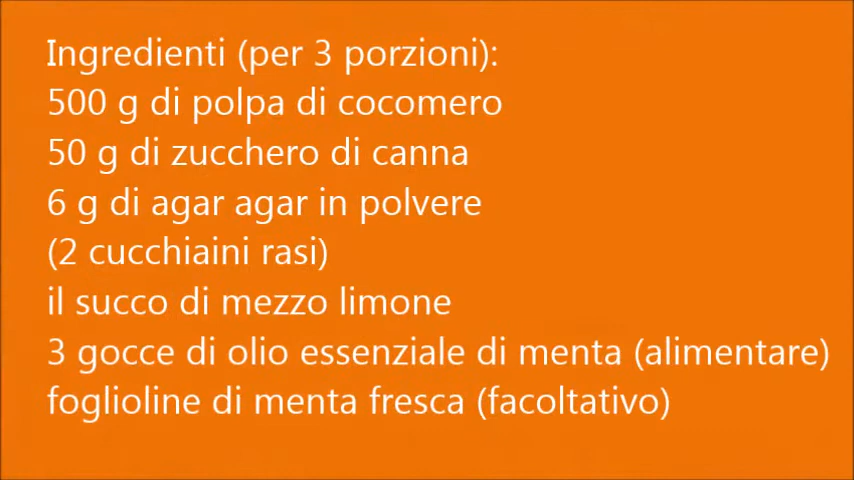 Ingredienti (per 3 porzioni):
500 g di polpa di cocomero
50 g di zucchero di canna
6 g di agar agar in polvere
(2 cucchiaini rasi)
il succo di mezzo limone
3 gocce di olio essenziale di menta (alimentare)
foglioline di menta fresca (facoltativo)